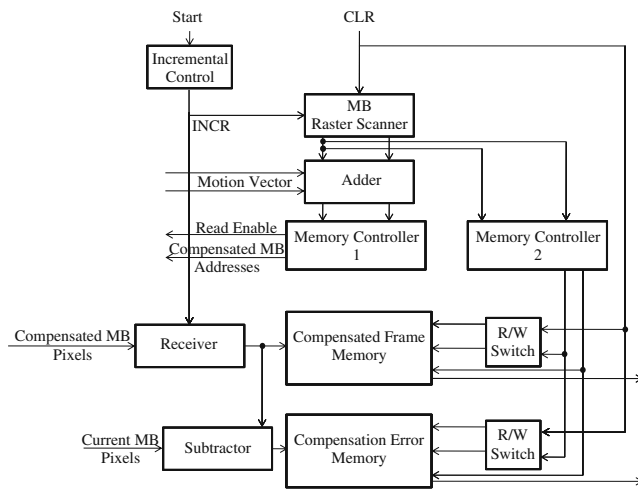 Start
CLR
Incremental
Control
MB
Raster Scanner
INCR
Motion Vector
Adder
Read Enable
Compensated MB
Addresses
Memory Controller
1
Memory Controller
2
Compensated MB
Pixels
Receiver
Compensated Frame
Memory
R/W
Switch
Current MB
Pixels
Subtractor
Compensation Error
Memory
R/W
Switch